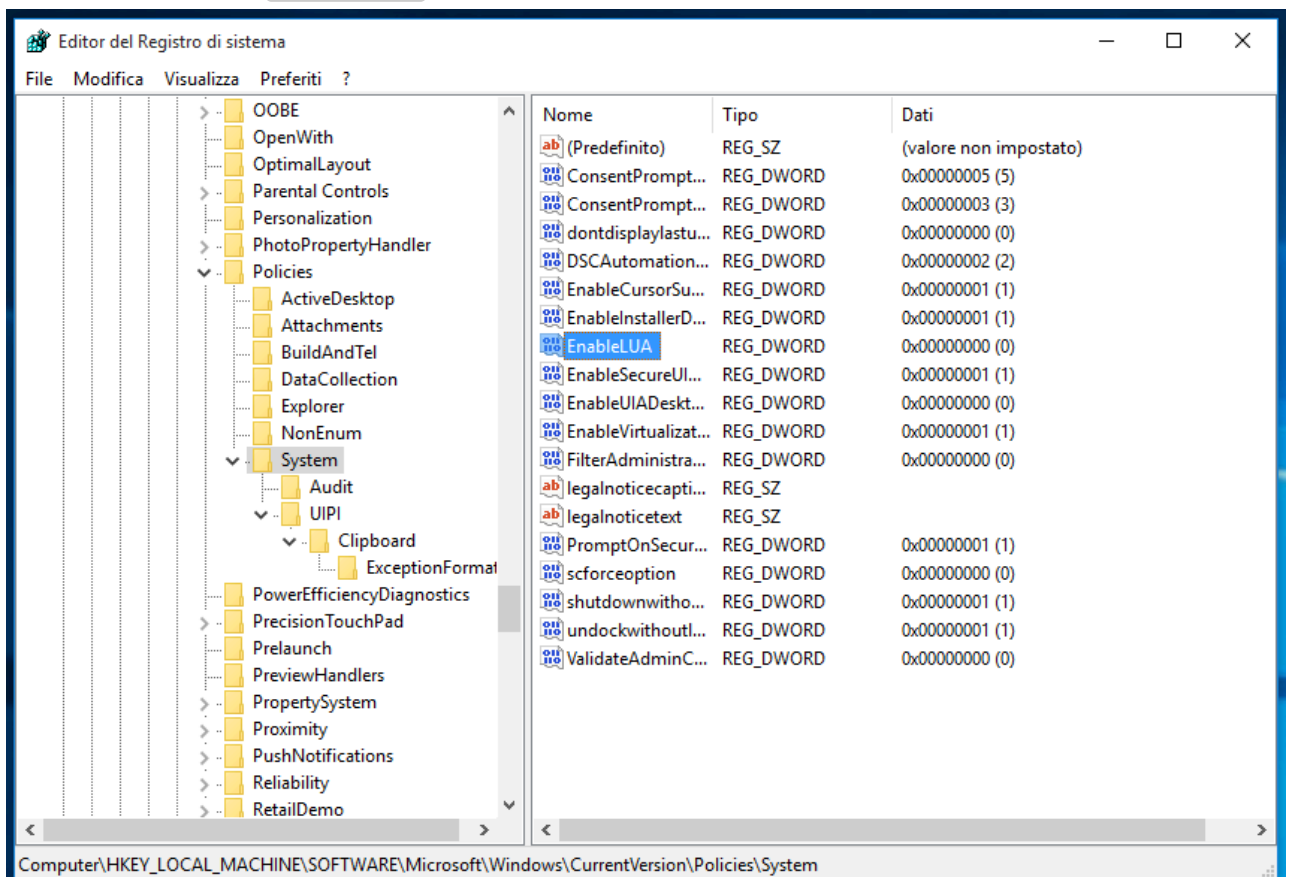 Editor del Registro di sistema
File Modifica Visualizza Preferiti ?
OOBE
OpenWith
OptimalLayout
Parental Controls
Personalization
PhotoPropertyHandler
Policies
ActiveDesktop
Attachments
BuildAndTel
DataCollection
Explorer
NonEnum
System
Audit
UIPI
Clipboard
ExceptionFormat
PowerEfficiencyDiagnostics
PrecisionTouchPad
Prelaunch
PreviewHandlers
PropertySystem
Proximity
PushNotifications
Reliability
RetailDemo
Nome Tipo Dati
(Predefinito) REG_SZ (valore non impostato)
ConsentPrompt... REG_DWORD 0x00000005 (5)
ConsentPrompt... REG_DWORD 0x00000003 (3)
dontdisplaylastu... REG_DWORD 0x00000000 (0)
DSCAutomation... REG_DWORD 0x00000002 (2)
EnableCursorSu... REG_DWORD 0x00000001 (1)
EnableInstallerD... REG_DWORD 0x00000001 (1)
EnableLUA REG_DWORD 0x00000000 (0)
EnableSecureUI... REG_DWORD 0x00000001 (1)
EnableUIADeskt... REG_DWORD 0x00000000 (0)
EnableVirtualizat... REG_DWORD 0x00000001 (1)
FilterAdministra... REG_DWORD 0x00000000 (0)
legalnoticecapti... REG_SZ
legalnoticetext REG_SZ
PromptOnSecur... REG_DWORD 0x00000001 (1)
scforceoption REG_DWORD 0x00000000 (0)
shutdownwitho... REG_DWORD 0x00000001 (1)
undockwithoutl... REG_DWORD 0x00000001 (1)
ValidateAdminC... REG_DWORD 0x00000000 (0)
Computer\HKEY_LOCAL_MACHINE\SOFTWARE\Microsoft\Windows\CurrentVersion\Policies\System